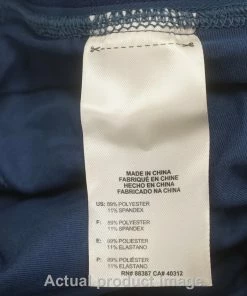 MADE IN CHINA
FABRIQUÉ EN CHINE
HECHO EN CHINA
FABRICADO NA CHINA
US: 89% POLYESTER
11% SPANDEX
F: 89% POLYESTER
11% SPANDEX
E: 89% POLYESTER
11% ELASTANO
P: 89% POLIÉSTER
11% ELASTANO
RN# 88387 CA# 40312
Actual product image